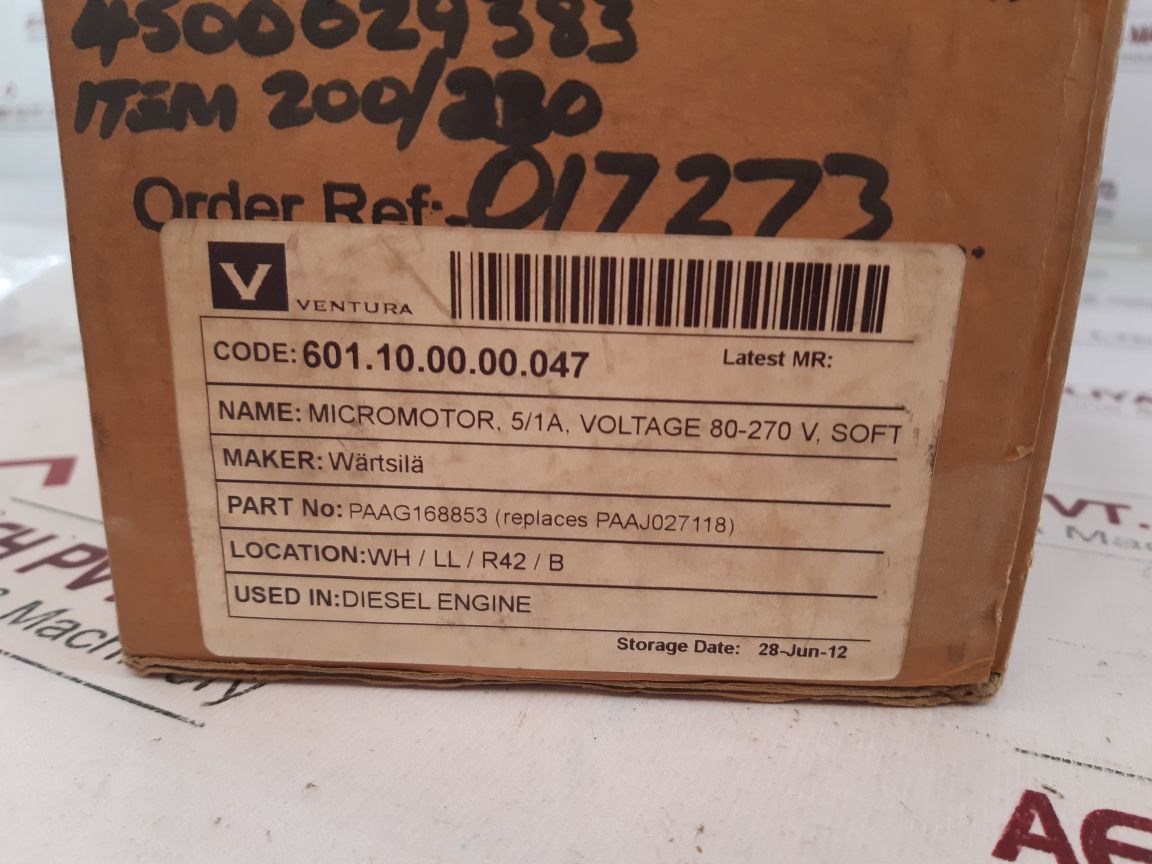 4500629383
ITEM 200/230
Order Ref:- 017273
V VENTURA
CODE: 601.10.00.00.047 Latest MR:
NAME: MICROMOTOR, 5/1A, VOLTAGE 80-270 V, SOFT
MAKER: Wärtsilä
PART No: PAAG168853 (replaces PAAJ027118)
LOCATION: WH / LL / R42 / B
USED IN: DIESEL ENGINE
Storage Date: 28-Jun-12